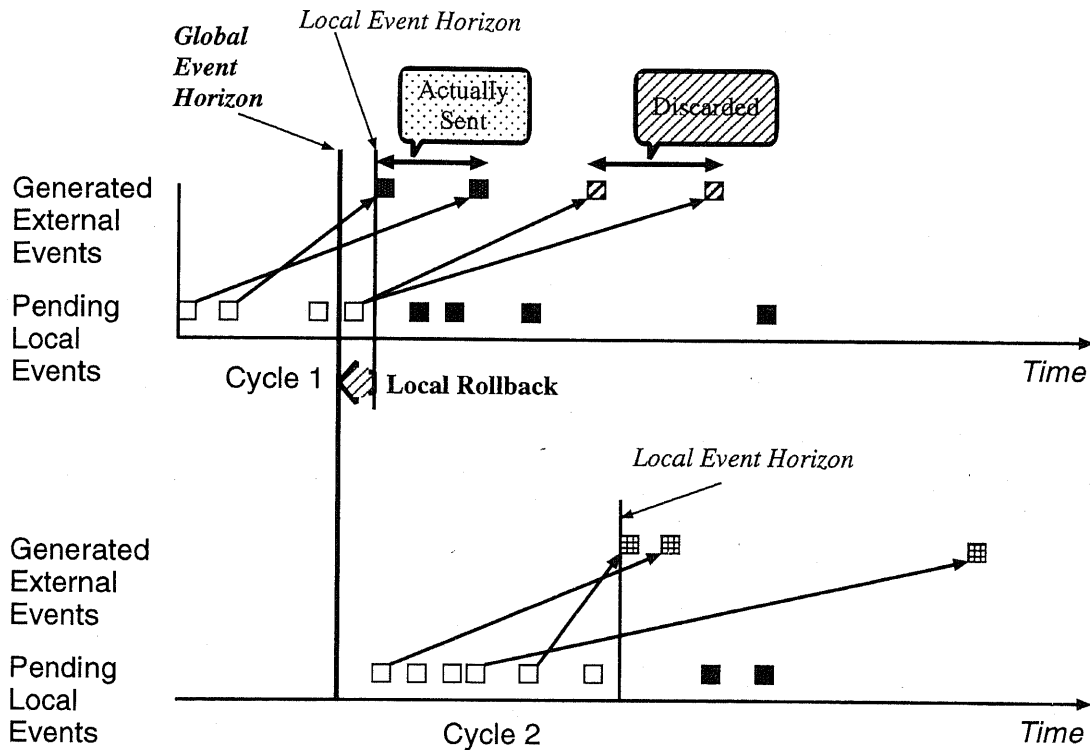 Local Event Horizon
Global
Event
Horizon
Actually
Sent
Discarded
Generated
External
Events
Pending
Local
Events
Cycle 1
Local Rollback
Time
Local Event Horizon
Generated
External
Events
Pending
Local
Events
Cycle 2
Time